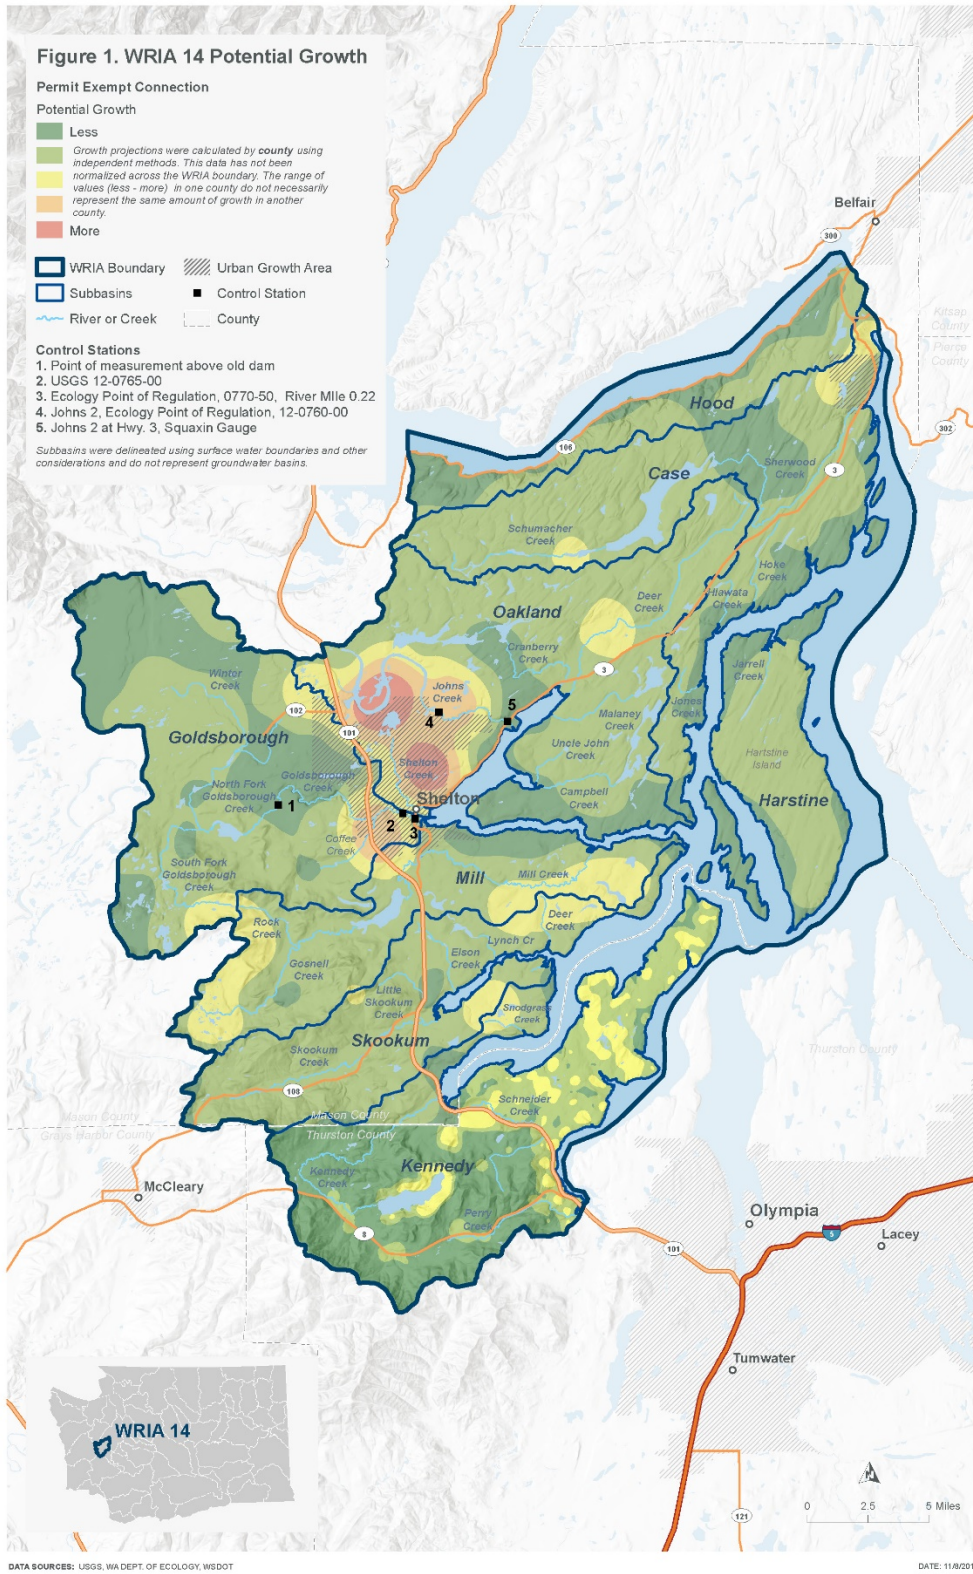 Figure 1. WRIA 14 Potential Growth
Permit Exempt Connection
Potential Growth
Less
Growth projections were calculated by county using
independent methods. This data has not been
normalized across the WRIA boundary. The range of
values (less - more) in one county do not necessarily
represent the same amount of growth in another
county.
More
WRIA Boundary
Urban Growth Area
Subbasins
Control Station
River or Creek
County
Control Stations
1. Point of measurement above old dam
2. USGS 12-0765-00
3. Ecology Point of Regulation, 0770-50, River MIle 0.22
4. Johns 2, Ecology Point of Regulation, 12-0760-00
5. Johns 2 at Hwy. 3, Squaxin Gauge
Subbasins were delineated using surface water boundaries and other
considerations and do not represent groundwater basins.
Belfair
300
Kitsap
County
Pierce
County
Hood
302
106
Case
Sherwood
Creek
3
Schumacher
Creek
Hoke
Creek
Deer
Creek
Hiawata
Creek
Oakland
Cranberry
Creek
3
Jarrell
Creek
Winter
Creek
Johns
Creek
4
5
102
101
Jones
Creek
Malaney
Creek
Goldsborough
Uncle John
Creek
Hartstine
Island
Shelton
Creek
Goldsborough
Creek
North Fork
Goldsborough
Creek
1
Campbell
Creek
Harstine
Shelton
2
3
Coffee
Creek
South Fork
Goldsborough
Creek
Mill
Mill Creek
Rock
Creek
Deer
Creek
Lynch Cr
Elson
Creek
Gosnell
Creek
Little
Skookum
Creek
Snodgrass
Creek
Skookum
Skookum
Creek
Thurston County
108
Schneider
Creek
Mason County
Grays Harbor County
Mason County
Thurston County
Kennedy
Kennedy
Creek
McCleary
Perry
Creek
8
Olympia
5
Lacey
101
Tumwater
WRIA 14
N
0 2.5 5 Miles
121
DATA SOURCES: USGS, WA DEPT. OF ECOLOGY, WSDOT
DATE: 11/8/201